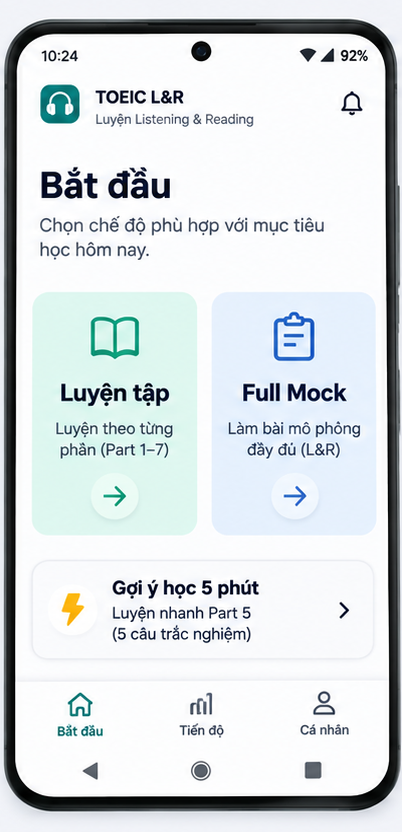 10:24
92%
TOEIC L&R
Luyện Listening & Reading
Bắt đầu
Chọn chế độ phù hợp với mục tiêu
học hôm nay.
Luyện tập
Luyện theo từng
phần (Part 1–7)
Full Mock
Làm bài mô phỏng
đầy đủ (L&R)
Gợi ý học 5 phút
Luyện nhanh Part 5
(5 câu trắc nghiệm)
Bắt đầu
Tiến độ
Cá nhân